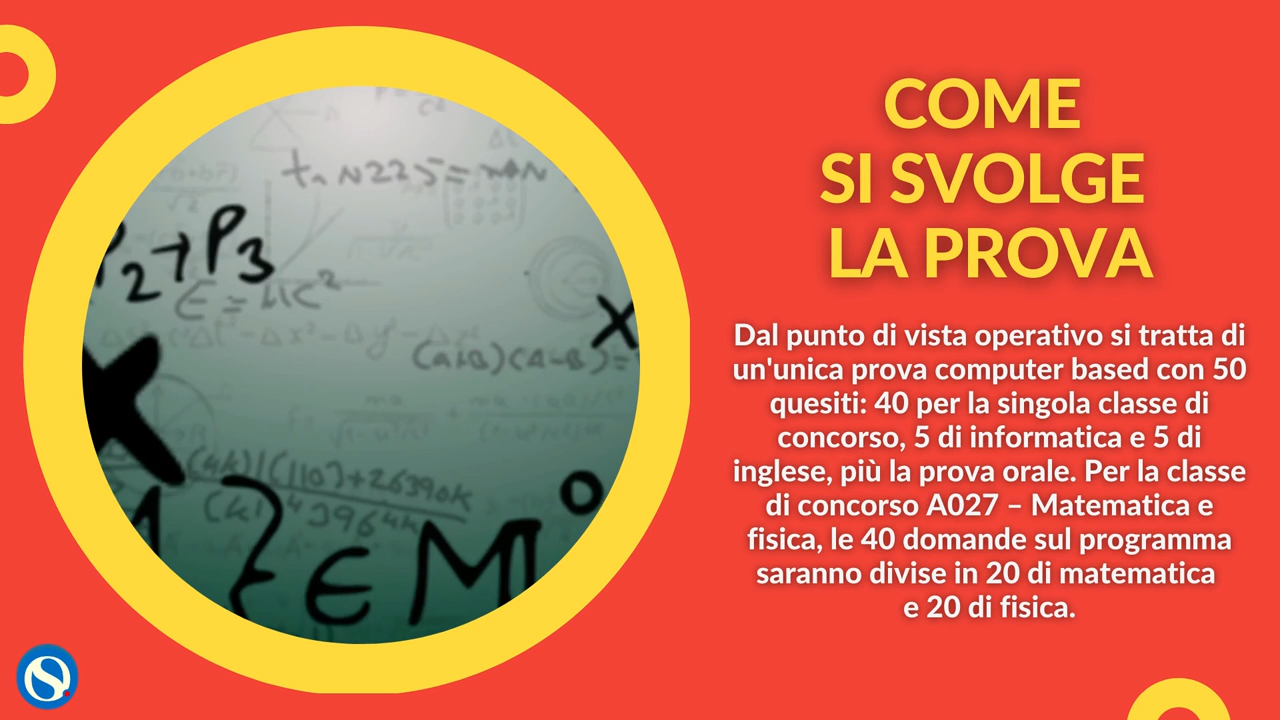 COME
SI SVOLGE
LA PROVA
Dal punto di vista operativo si tratta di
un'unica prova computer based con 50
quesiti: 40 per la singola classe di
concorso, 5 di informatica e 5 di
inglese, più la prova orale. Per la classe
di concorso A027 – Matematica e
fisica, le 40 domande sul programma
saranno divise in 20 di matematica
e 20 di fisica.
P2→P3
(A+B)(A-B)=
X
S